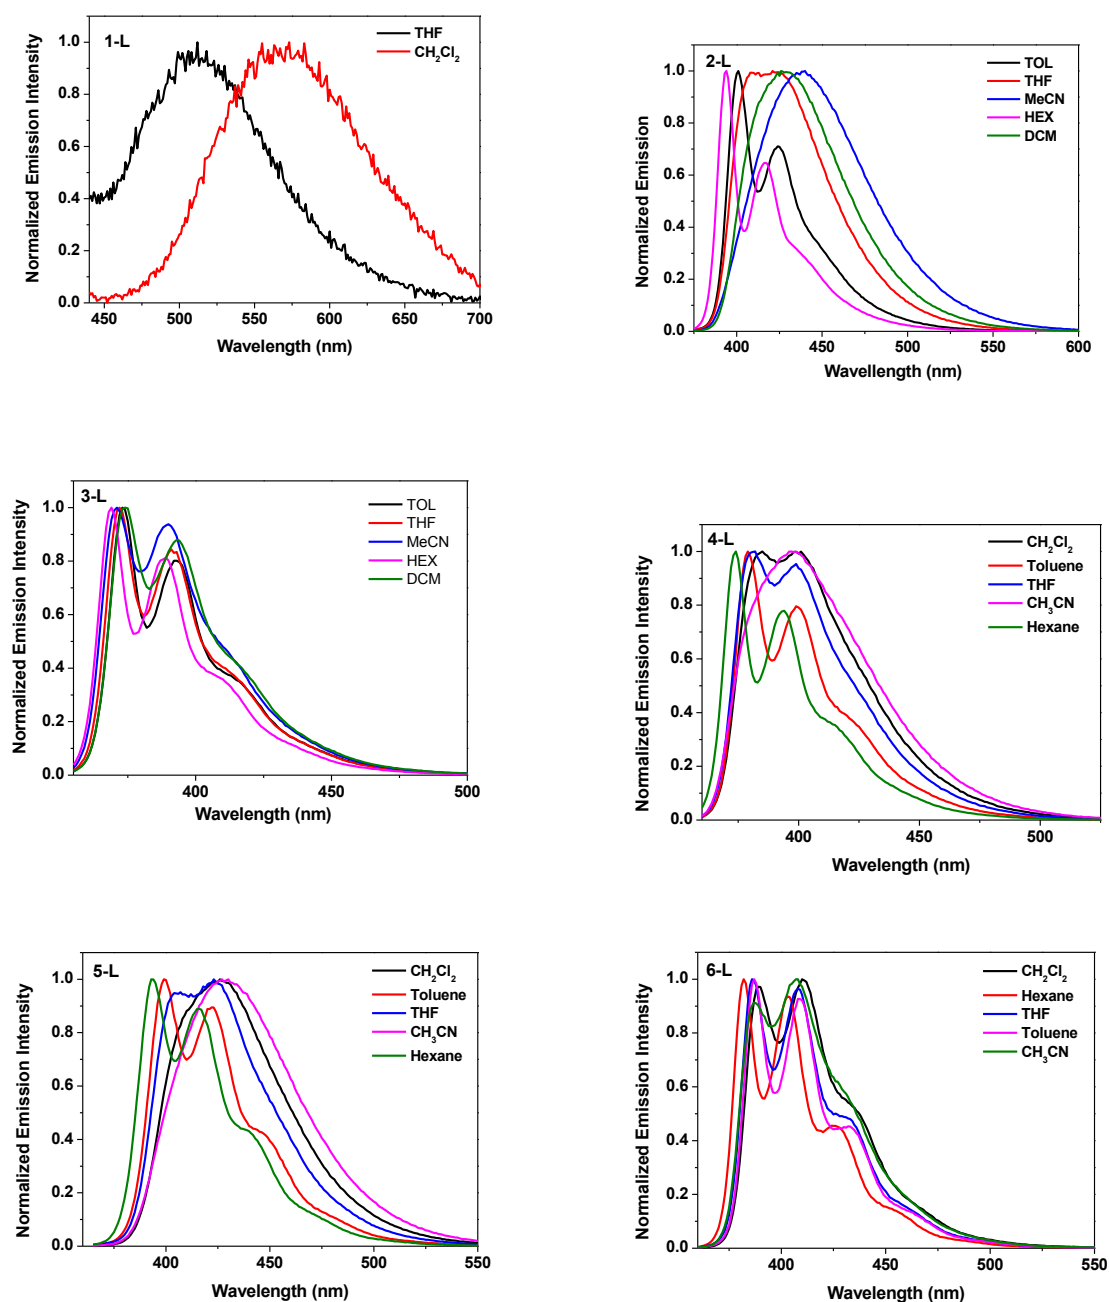 1-L
THF
CH₂Cl₂
Normalized Emission Intensity
1.0
0.8
0.6
0.4
0.2
0.0
450 500 550 600 650 700
Wavelength (nm)
2-L
TOL
THF
MeCN
HEX
DCM
Normalized Emission
1.0
0.8
0.6
0.4
0.2
0.0
400 450 500 550 600
Wavellength (nm)
3-L
TOL
THF
MeCN
HEX
DCM
Normalized Emission Intensity
1.0
0.8
0.6
0.4
0.2
0.0
400 450 500
Wavelength (nm)
4-L
CH₂Cl₂
Toluene
THF
CH₃CN
Hexane
Normalized Emission Intensity
1.0
0.8
0.6
0.4
0.2
0.0
400 450 500
Wavelength (nm)
5-L
CH₂Cl₂
Toluene
THF
CH₃CN
Hexane
Normalized Emission Intensity
1.0
0.8
0.6
0.4
0.2
0.0
400 450 500 550
Wavelength (nm)
6-L
CH₂Cl₂
Hexane
THF
Toluene
CH₃CN
Normalized Emission Intensity
1.0
0.8
0.6
0.4
0.2
0.0
400 450 500 550
Wavelength (nm)